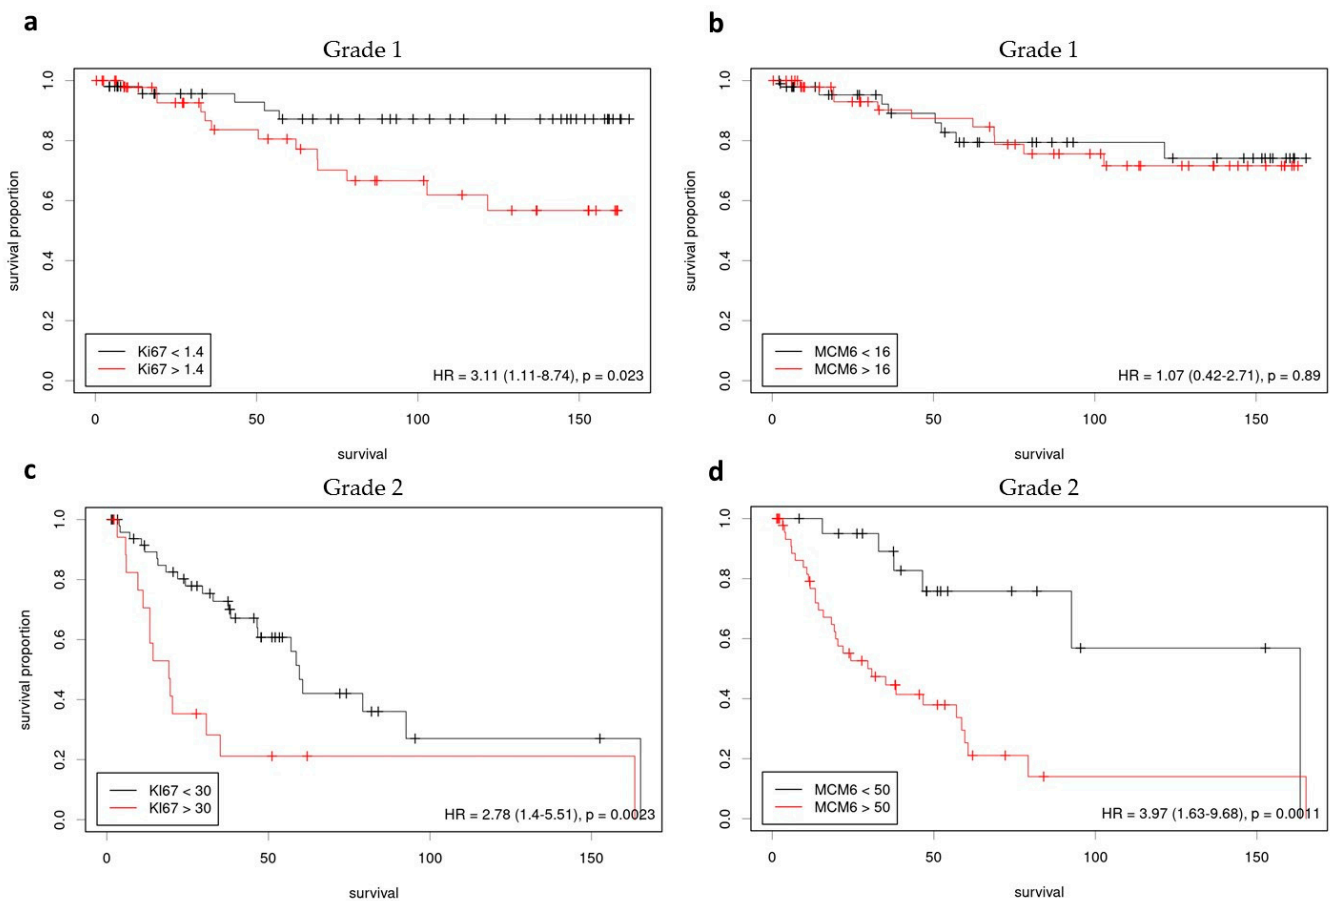 a
Grade 1
survival proportion
1.0
0.8
0.6
0.4
0.2
0.0
Ki67 < 1.4
Ki67 > 1.4
HR = 3.11 (1.11-8.74), p = 0.023
0 50 100 150
survival
b
Grade 1
survival proportion
1.0
0.8
0.6
0.4
0.2
0.0
MCM6 < 16
MCM6 > 16
HR = 1.07 (0.42-2.71), p = 0.89
0 50 100 150
survival
c
Grade 2
survival proportion
1.0
0.8
0.6
0.4
0.2
0.0
KI67 < 30
KI67 > 30
HR = 2.78 (1.4-5.51), p = 0.0023
0 50 100 150
survival
d
Grade 2
1.0
0.8
0.6
0.4
0.2
0.0
MCM6 < 50
MCM6 > 50
HR = 3.97 (1.63-9.68), p = 0.0011
0 50 100 150
survival